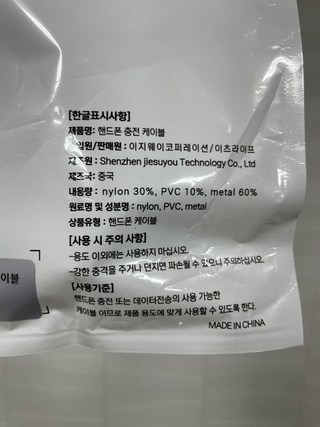 [한글표시사항]
제품명: 핸드폰 충전 케이블
수입원/판매원 : 이지웨이코퍼레이션/이츠라이프
제조원 : Shenzhen jiesuyou Technology Co., Ltd
제조국: 중국
내용량 : nylon 30%, PVC 10%, metal 60%
원료명 및 성분명 : nylon, PVC, metal
상품유형 : 핸드폰 케이블
[사용 시 주의 사항]
-용도 이외에는 사용하지 마십시오.
-강한 충격을 주거나 던지면 파손될 수 있으니 주의하십시오.
[사용기준]
핸드폰 충전 또는 데이터전송의 사용 가능한
케이블 이므로 제품 용도에 맞게 사용할 수 있도록 한다.
MADE IN CHINA
이블